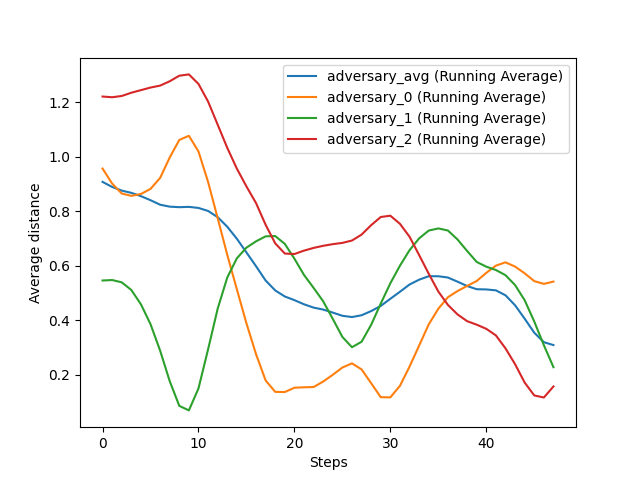 adversary_avg (Running Average)
adversary_0 (Running Average)
adversary_1 (Running Average)
adversary_2 (Running Average)
Average distance
1.2
1.0
0.8
0.6
0.4
0.2
0 10 20 30 40
Steps